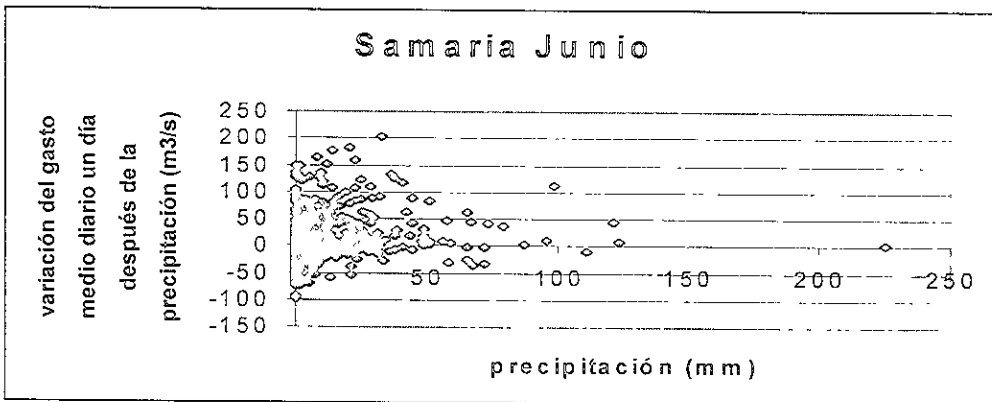 Samaria Junio
variación del gasto
medio diario un día
después de la
precipitación (m3/s)
250
200
150
100
50
0
-50
-100
-150
50
100
150
200
250
precipitación (mm)